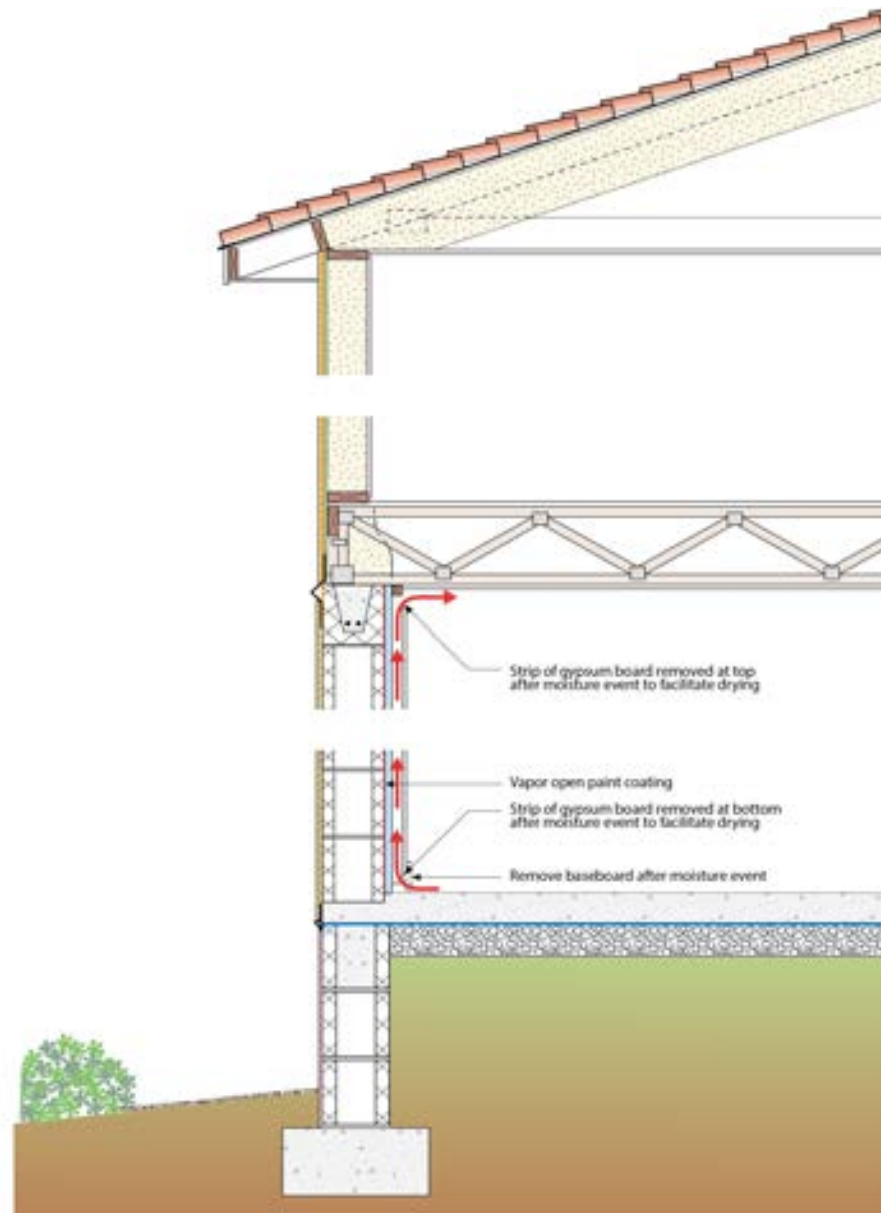 Strip of gypsum board removed at top
after moisture event to facilitate drying
Vapor open paint coating
Strip of gypsum board removed at bottom
after moisture event to facilitate drying
Remove baseboard after moisture event